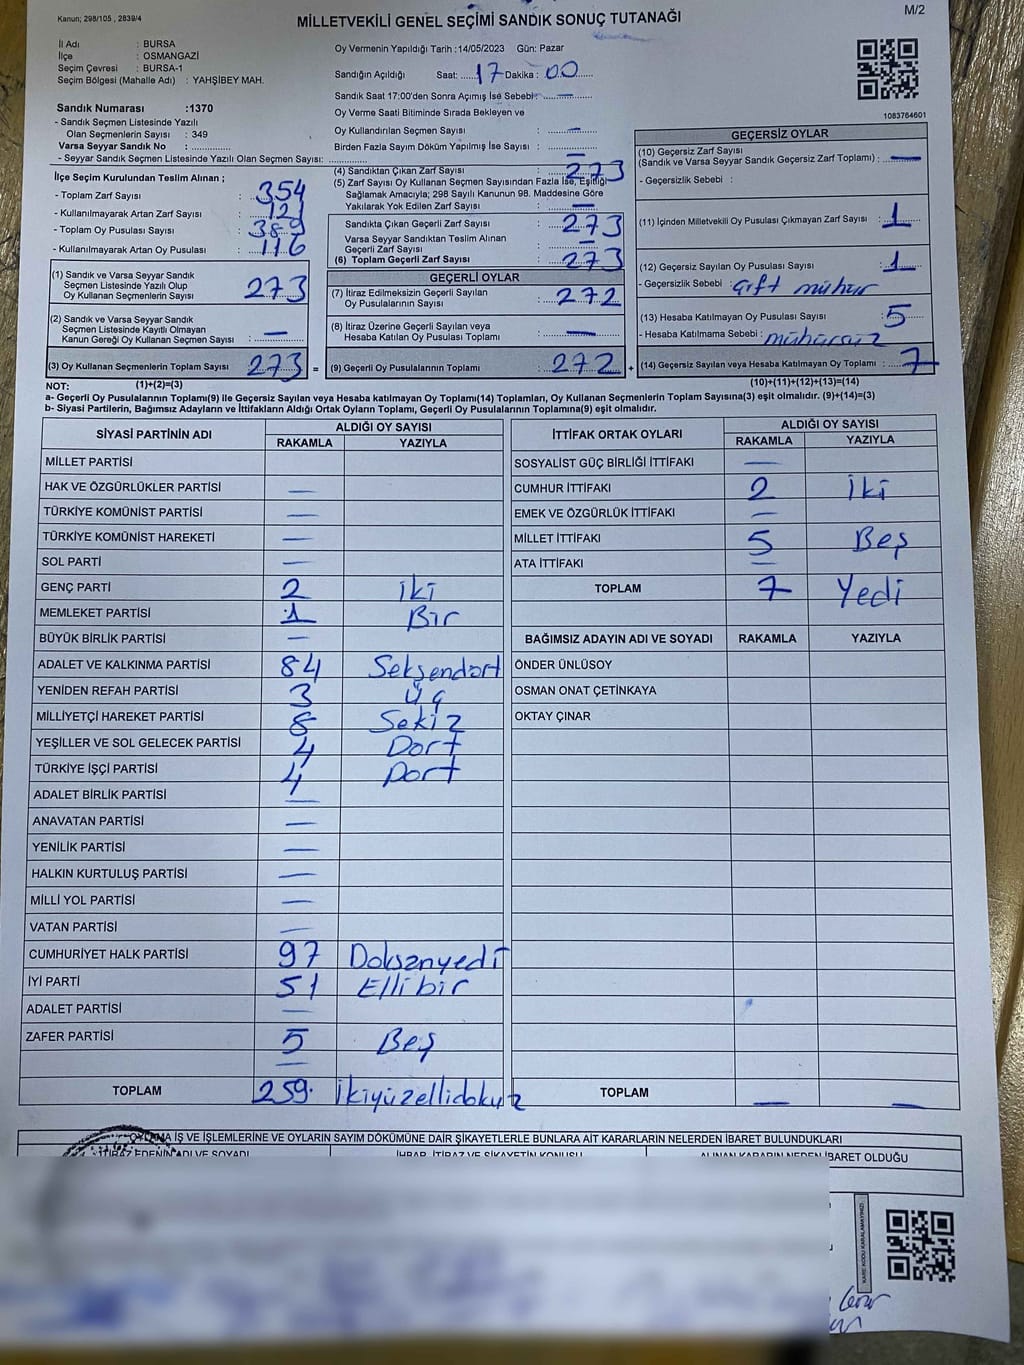 Kanun; 298/105 , 2839/4
MİLLETVEKİLİ GENEL SEÇİMİ SANDIK SONUÇ TUTANAĞI
M/2
İl Adı : BURSA
İlçe : OSMANGAZİ
Seçim Çevresi : BURSA-1
Seçim Bölgesi (Mahalle Adı) : YAHŞİBEY MAH.
Sandık Numarası :1370
- Sandık Seçmen Listesinde Yazılı
Olan Seçmenlerin Sayısı : 349
Varsa Seyyar Sandık No :
- Seyyar Sandık Seçmen Listesinde Yazılı Olan Seçmenlerin Sayısı:
İlçe Seçim Kurulundan Teslim Alınan ;
- Toplam Zarf Sayısı : 354
- Kullanılmayarak Artan Zarf Sayısı :
- Toplam Oy Pusulası Sayısı : 389
- Kullanılmayarak Artan Oy Pusulası : 116
(1) Sandık ve Varsa Seyyar Sandık
Seçmen Listesinde Yazılı Olup
Oy Kullanan Seçmenlerin Sayısı : 273
(2) Sandık ve Varsa Seyyar Sandık
Seçmen Listesinde Kayıtlı Olmayan
Kanun Gereği Oy Kullanan Seçmen Sayısı : —
(3) Oy Kullanan Seçmenlerin Toplam Sayısı : 273 =
Oy Vermenin Yapıldığı Tarih :14/05/2023 Gün: Pazar
Sandığın Açıldığı Saat: 17 Dakika : 00
Sandık Saat 17:00'den Sonra Açımış İse Sebebi : —
Oy Verme Saati Bitiminde Sırada Bekleyen ve
Oy Kullandırılan Seçmen Sayısı : —
Birden Fazla Sayım Döküm Yapılmış İse Sayısı : —
(4) Sandıktan Çıkan Zarf Sayısı : 273
(5) Zarf Sayısı Oy Kullanan Seçmen Sayısından Fazla İse, Eşitliği
Sağlamak Amacıyla; 298 Sayılı Kanunun 98. Maddesine Göre
Yakılarak Yok Edilen Zarf Sayısı : —
Sandıkta Çıkan Geçerli Zarf Sayısı : 273
Varsa Seyyar Sandıktan Teslim Alınan
Geçerli Zarf Sayısı : —
(6) Toplam Geçerli Zarf Sayısı : 273
GEÇERLİ OYLAR
(7) İtiraz Edilmeksizin Geçerli Sayılan
Oy Pusulalarının Sayısı : 272
(8) İtiraz Üzerine Geçerli Sayılan veya
Hesaba Katılan Oy Pusulası Toplamı : —
(9) Geçerli Oy Pusulalarının Toplamı : 272 +
1083764601
GEÇERSİZ OYLAR
(10) Geçersiz Zarf Sayısı
(Sandık ve Varsa Seyyar Sandık Geçersiz Zarf Toplamı) : —
- Geçersizlik Sebebi :
(11) İçinden Milletvekili Oy Pusulası Çıkmayan Zarf Sayısı : 1
(12) Geçersiz Sayılan Oy Pusulası Sayısı : 1
- Geçersizlik Sebebi : çift mühür
(13) Hesaba Katılmayan Oy Pusulası Sayısı : 5
- Hesaba Katılmama Sebebi : mühürsüz
(14) Geçersiz Sayılan veya Hesaba Katılmayan Oy Toplamı : 7
NOT: (1)+(2)=(3) (10)+(11)+(12)+(13)=(14)
a- Geçerli Oy Pusulalarının Toplamı(9) ile Geçersiz Sayılan veya Hesaba katılmayan Oy Toplamı(14) Toplamları, Oy Kullanan Seçmenlerin Toplam Sayısına(3) eşit olmalıdır. (9)+(14)=(3)
b- Siyasi Partilerin, Bağımsız Adayların ve İttifakların Aldığı Ortak Oyların Toplamı, Geçerli Oy Pusulalarının Toplamına(9) eşit olmalıdır.
SİYASİ PARTİNİN ADI ALDIĞI OY SAYISI
RAKAMLA YAZIYLA
MİLLET PARTİSİ
HAK VE ÖZGÜRLÜKLER PARTİSİ —
TÜRKİYE KOMÜNİST PARTİSİ —
TÜRKİYE KOMÜNİST HAREKETİ —
SOL PARTİ —
GENÇ PARTİ 2 iki
MEMLEKET PARTİSİ 1 Bir
BÜYÜK BİRLİK PARTİSİ —
ADALET VE KALKINMA PARTİSİ 84 Seksendört
YENİDEN REFAH PARTİSİ 3 Üç
MİLLİYETÇİ HAREKET PARTİSİ 8 Sekiz
YEŞİLLER VE SOL GELECEK PARTİSİ 4 Dört
TÜRKİYE İŞÇİ PARTİSİ 4 Dört
ADALET BİRLİK PARTİSİ —
ANAVATAN PARTİSİ —
YENİLİK PARTİSİ —
HALKIN KURTULUŞ PARTİSİ —
MİLLİ YOL PARTİSİ —
VATAN PARTİSİ —
CUMHURİYET HALK PARTİSİ 97 Doksanyedi
İYİ PARTİ 51 Ellibir
ADALET PARTİSİ —
ZAFER PARTİSİ 5 Beş
—
TOPLAM 259 İkiyüzellidokuz
İTTİFAK ORTAK OYLARI ALDIĞI OY SAYISI
RAKAMLA YAZIYLA
SOSYALİST GÜÇ BİRLİĞİ İTTİFAKI —
CUMHUR İTTİFAKI 2 İki
EMEK VE ÖZGÜRLÜK İTTİFAKI —
MİLLET İTTİFAKI 5 Beş
ATA İTTİFAKI —
TOPLAM 7 Yedi
BAĞIMSIZ ADAYIN ADI VE SOYADI RAKAMLA YAZIYLA
ÖNDER ÜNLÜSOY
OSMAN ONAT ÇETİNKAYA
OKTAY ÇINAR
TOPLAM — —
OYLAMA İŞ VE İŞLEMLERİNE VE OYLARIN SAYIM DÖKÜMÜNE DAİR ŞİKAYETLERLE BUNLARA AİT KARARLARIN NELERDEN İBARET BULUNDUKLARI
İTİRAZ EDENİN ADI VE SOYADI İHBAR, İTİRAZ VE ŞİKAYETİN KONUSU ALINAN KARARIN NEDEN İBARET OLDUĞU
KARE KODU KARALAMAYINIZ!